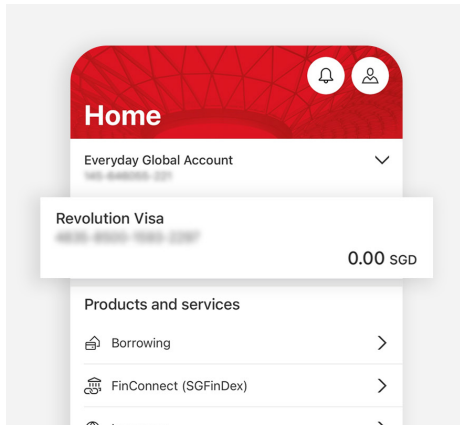 Home
Everyday Global Account
Revolution Visa
0.00 SGD
Products and services
Borrowing
FinConnect (SGFinDex)